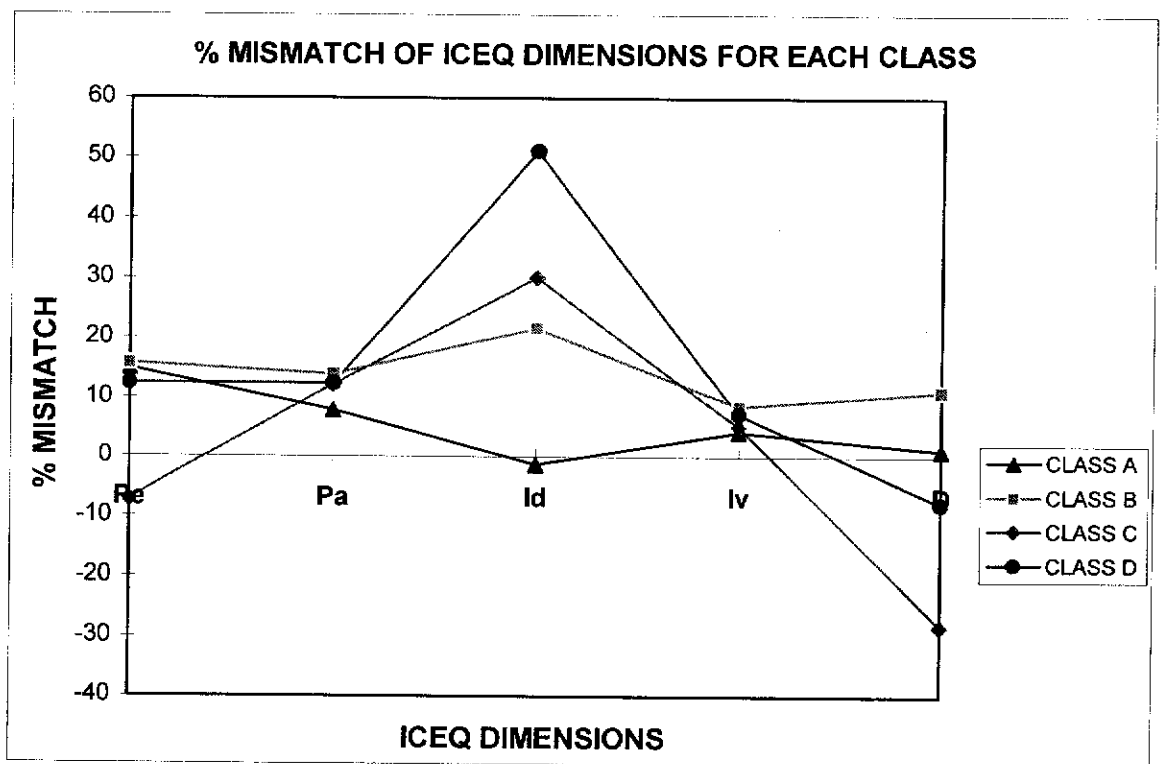 % MISMATCH OF ICEQ DIMENSIONS FOR EACH CLASS
60
50
40
30
20
10
0
-10
-20
-30
-40
% MISMATCH
Re Pa Id Iv D
CLASS A
CLASS B
CLASS C
CLASS D
ICEQ DIMENSIONS